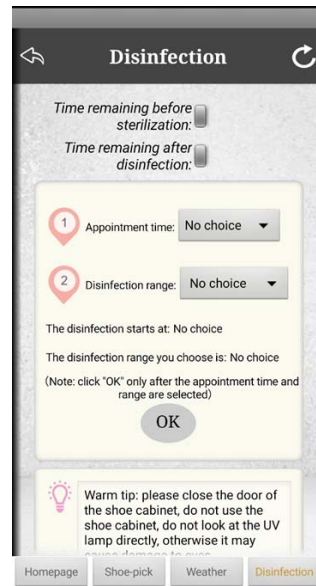 Disinfection
Time remaining before
sterilization:
Time remaining after
disinfection:
1 Appointment time: No choice
2 Disinfection range: No choice
The disinfection starts at: No choice
The disinfection range you choose is: No choice
(Note: click "OK" only after the appointment time and
range are selected)
OK
Warm tip: please close the door of
the shoe cabinet, do not use the
shoe cabinet, do not look at the UV
lamp directly, otherwise it may
cause damage to eyes
Homepage Shoe-pick Weather Disinfection